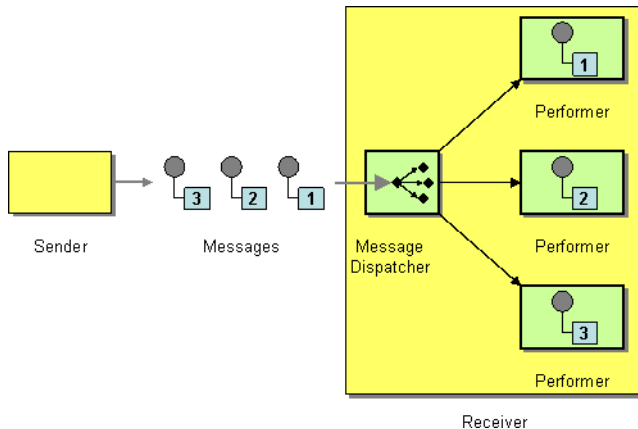 1
Performer
3 2 1
2
Sender
Messages
Message
Dispatcher
Performer
3
Performer
Receiver